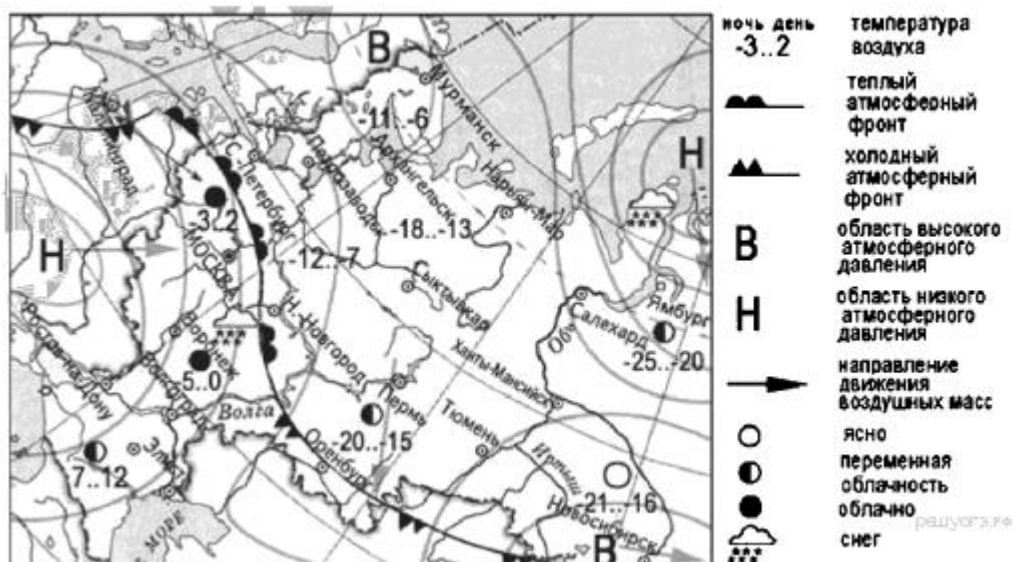 В
Мурманск
-11..-6
Калининград
С.-Петербург
Петрозаводск
Архангельск
Нарьян-Мар
Н
-3..2
-18..-13
Н
МОСКВА
-12..-7
Сыктывкар
Ямбург
Салехард
Обь
-25..-20
Ростов-на-Дону
Воронеж
Н.-Новгород
Ханты-Мансийск
-5..0
Волгоград
Волга
Пермь
Тюмень
-20..-15
Оренбург
Иртыш
Элиста
7..12
-21..-16
Новосибирск
МОРЕ
В
ночь день
-3..2
температура
воздуха
теплый
атмосферный
фронт
холодный
атмосферный
фронт
В
область высокого
атмосферного
давления
Н
область низкого
атмосферного
давления
направление
движения
воздушных масс
ясно
переменная
облачность
облачно
снег
решуогэ.рф